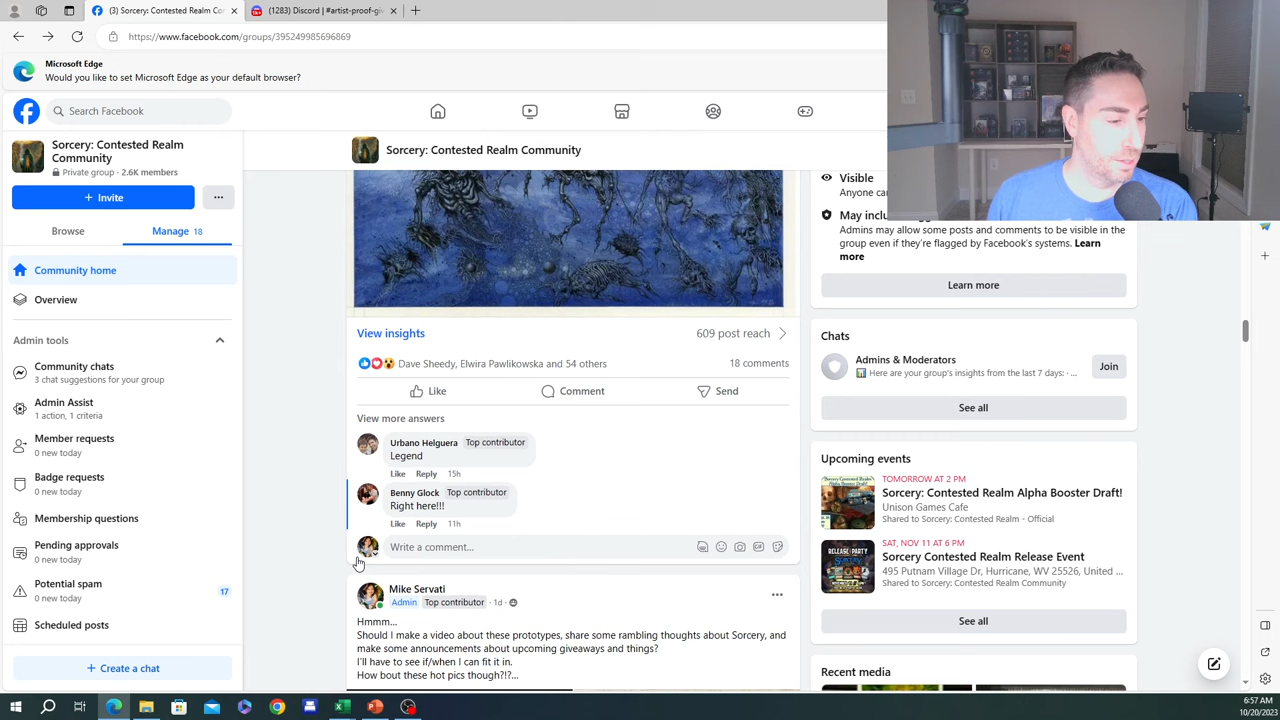 (3) Sorcery: Contested Realm Cor
(1283) Discord | #artist-proof-giv
https://www.facebook.com/groups/395249805696869
Microsoft Edge
Would you like to set Microsoft Edge as your default browser?
Search Facebook
Sorcery: Contested Realm
Community
Private group · 2.6K members
+ Invite
Browse
Manage 18
Community home
Overview
Admin tools
Community chats
3 chat suggestions for your group
Admin Assist
1 action, 1 criteria
Member requests
0 new today
Badge requests
0 new today
Membership questions
Pending approvals
0 new today
Potential spam
0 new today
17
Scheduled posts
+ Create a chat
Sorcery: Contested Realm Community
View insights
609 post reach
Dave Sheedy, Elwira Pawlikowska and 54 others
18 comments
Like
Comment
Send
View more answers
Urbano Helguera Top contributor
Legend
Like Reply 15h
Benny Glock Top contributor
Right here!!!
Like Reply 11h
Write a comment...
Mike Servati
Admin Top contributor · 1d ·
Hmmm...
Should I make a video about these prototypes, share some rambling thoughts about Sorcery, and
make some announcements about upcoming giveaways and things?
I'll have to see if/when I can fit it in.
How bout these hot pics though?!?...
Visible
Anyone ca
May inclu
Admins may allow some posts and comments to be visible in the
group even if they're flagged by Facebook's systems. Learn
more
Learn more
Chats
Admins & Moderators
Here are your group's insights from the last 7 days: · ...
Join
See all
Upcoming events
TOMORROW AT 2 PM
Sorcery: Contested Realm Alpha Booster Draft!
Unison Games Cafe
Shared to Sorcery: Contested Realm - Official
SAT, NOV 11 AT 6 PM
Sorcery Contested Realm Release Event
495 Putnam Village Dr, Hurricane, WV 25526, United ...
Shared to Sorcery: Contested Realm Community
See all
Recent media
6:57 AM
10/20/2023